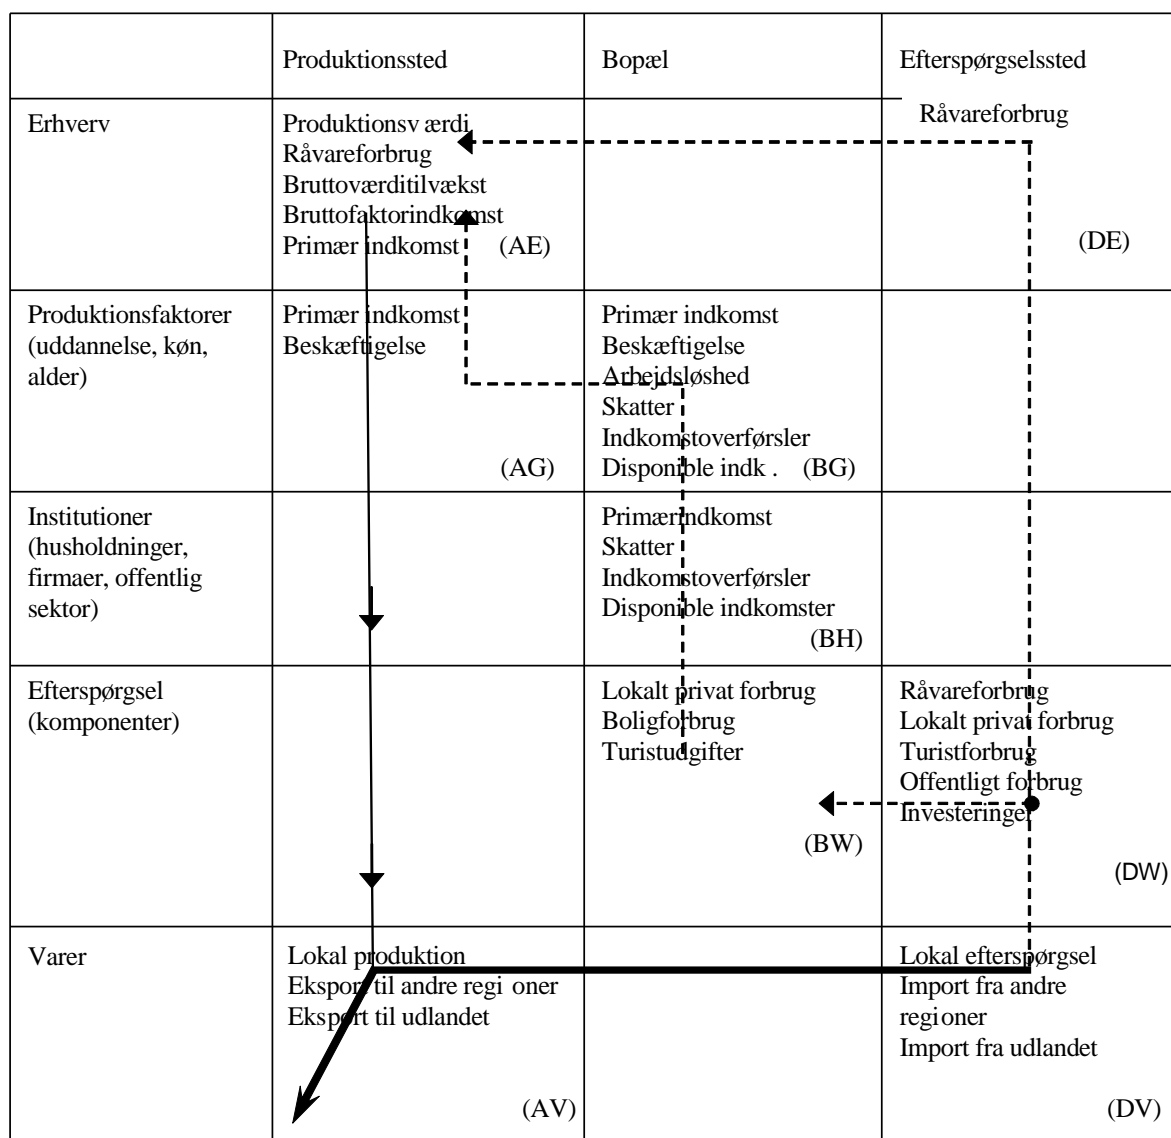 Produktionssted
Bopæl
Efterspørgselssted
Erhverv
Produktionsv ærdi
Råvareforbrug
Bruttoværditilvækst
Bruttofaktorindkomst
Primær indkomst (AE)
Råvareforbrug
(DE)
Produktionsfaktorer
(uddannelse, køn,
alder)
Primær indkomst
Beskæftigelse
(AG)
Primær indkomst
Beskæftigelse
Arbejdsløshed
Skatter
Indkomstoverførsler
Disponible indk . (BG)
Institutioner
(husholdninger,
firmaer, offentlig
sektor)
Primærindkomst
Skatter
Indkomstoverførsler
Disponible indkomster
(BH)
Efterspørgsel
(komponenter)
Lokalt privat forbrug
Boligforbrug
Turistudgifter
(BW)
Råvareforbrug
Lokalt privat forbrug
Turistforbrug
Offentligt forbrug
Investeringer
(DW)
Varer
Lokal produktion
Eksport til andre regi oner
Eksport til udlandet
(AV)
Lokal efterspørgsel
Import fra andre
regioner
Import fra udlandet
(DV)